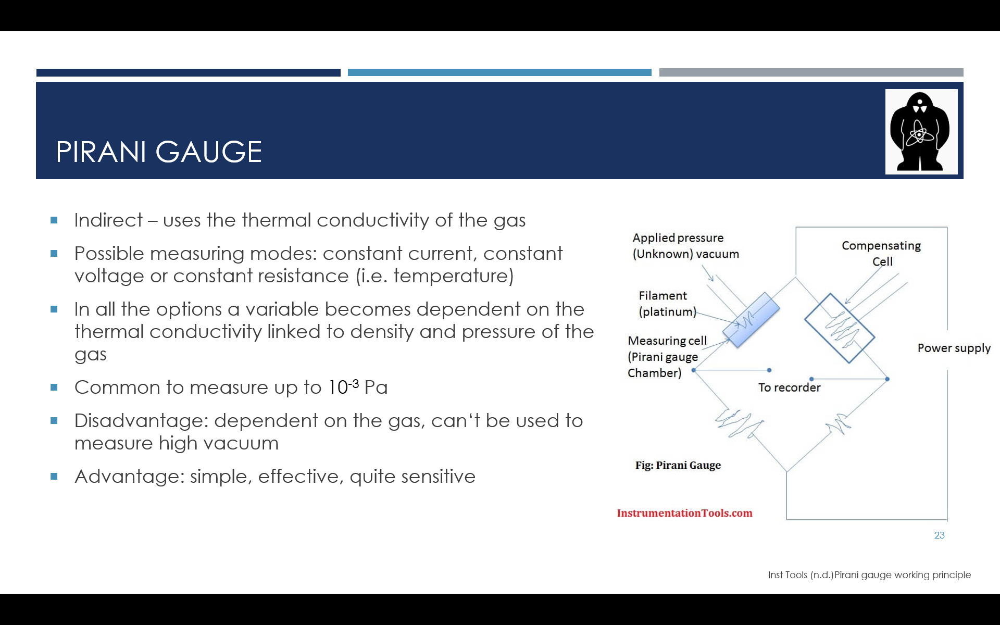 PIRANI GAUGE
Indirect – uses the thermal conductivity of the gas
Possible measuring modes: constant current, constant
voltage or constant resistance (i.e. temperature)
In all the options a variable becomes dependent on the
thermal conductivity linked to density and pressure of the
gas
Common to measure up to 10⁻³ Pa
Disadvantage: dependent on the gas, can‘t be used to
measure high vacuum
Advantage: simple, effective, quite sensitive
Applied pressure
(Unknown) vacuum
Compensating
Cell
Filament
(platinum)
Measuring cell
(Pirani gauge
Chamber)
Power supply
To recorder
Fig: Pirani Gauge
InstrumentationTools.com
23
Inst Tools (n.d.)Pirani gauge working principle